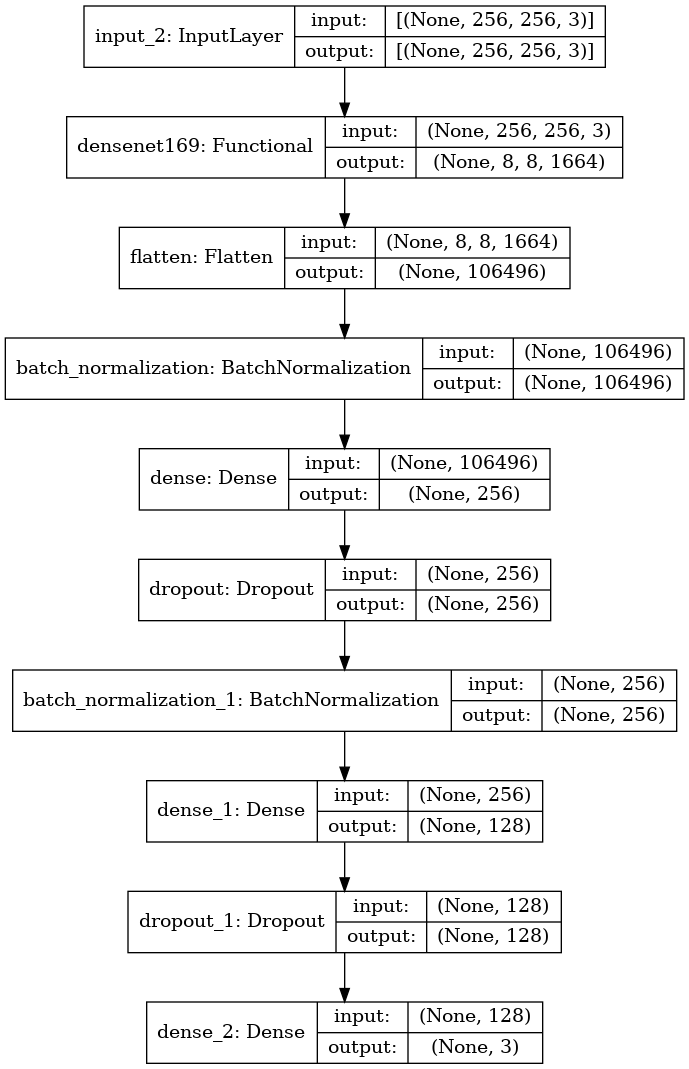 input_2: InputLayer
input: [(None, 256, 256, 3)]
output: [(None, 256, 256, 3)]
densenet169: Functional
input: (None, 256, 256, 3)
output: (None, 8, 8, 1664)
flatten: Flatten
input: (None, 8, 8, 1664)
output: (None, 106496)
batch_normalization: BatchNormalization
input: (None, 106496)
output: (None, 106496)
dense: Dense
input: (None, 106496)
output: (None, 256)
dropout: Dropout
input: (None, 256)
output: (None, 256)
batch_normalization_1: BatchNormalization
input: (None, 256)
output: (None, 256)
dense_1: Dense
input: (None, 256)
output: (None, 128)
dropout_1: Dropout
input: (None, 128)
output: (None, 128)
dense_2: Dense
input: (None, 128)
output: (None, 3)